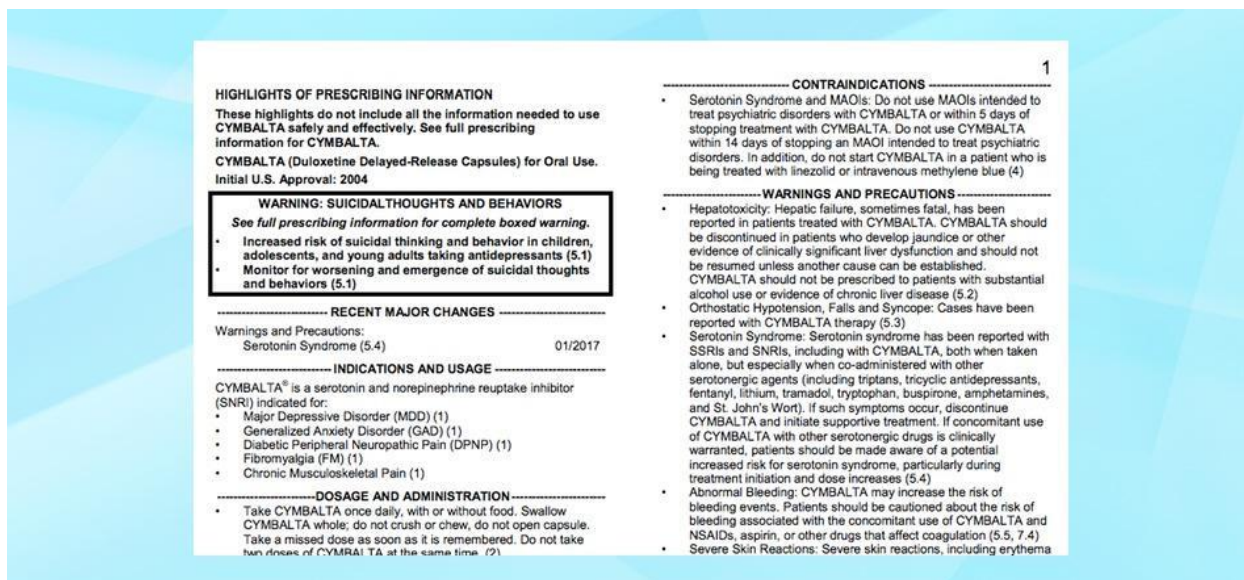 HIGHLIGHTS OF PRESCRIBING INFORMATION
These highlights do not include all the information needed to use
CYMBALTA safely and effectively. See full prescribing
information for CYMBALTA.
CYMBALTA (Duloxetine Delayed-Release Capsules) for Oral Use.
Initial U.S. Approval: 2004
WARNING: SUICIDALTHOUGHTS AND BEHAVIORS
See full prescribing information for complete boxed warning.
• Increased risk of suicidal thinking and behavior in children,
adolescents, and young adults taking antidepressants (5.1)
• Monitor for worsening and emergence of suicidal thoughts
and behaviors (5.1)
--------------------------- RECENT MAJOR CHANGES --------------------------
Warnings and Precautions:
Serotonin Syndrome (5.4) 01/2017
----------------------------INDICATIONS AND USAGE---------------------------
CYMBALTA® is a serotonin and norepinephrine reuptake inhibitor
(SNRI) indicated for:
• Major Depressive Disorder (MDD) (1)
• Generalized Anxiety Disorder (GAD) (1)
• Diabetic Peripheral Neuropathic Pain (DPNP) (1)
• Fibromyalgia (FM) (1)
• Chronic Musculoskeletal Pain (1)
------------------------DOSAGE AND ADMINISTRATION-----------------------
• Take CYMBALTA once daily, with or without food. Swallow
CYMBALTA whole; do not crush or chew, do not open capsule.
Take a missed dose as soon as it is remembered. Do not take
two doses of CYMBALTA at the same time. (2)
1
------------------------------- CONTRAINDICATIONS ------------------------------
• Serotonin Syndrome and MAOIs: Do not use MAOIs intended to
treat psychiatric disorders with CYMBALTA or within 5 days of
stopping treatment with CYMBALTA. Do not use CYMBALTA
within 14 days of stopping an MAOI intended to treat psychiatric
disorders. In addition, do not start CYMBALTA in a patient who is
being treated with linezolid or intravenous methylene blue (4)
------------------------WARNINGS AND PRECAUTIONS-----------------------
• Hepatotoxicity: Hepatic failure, sometimes fatal, has been
reported in patients treated with CYMBALTA. CYMBALTA should
be discontinued in patients who develop jaundice or other
evidence of clinically significant liver dysfunction and should not
be resumed unless another cause can be established.
CYMBALTA should not be prescribed to patients with substantial
alcohol use or evidence of chronic liver disease (5.2)
• Orthostatic Hypotension, Falls and Syncope: Cases have been
reported with CYMBALTA therapy (5.3)
• Serotonin Syndrome: Serotonin syndrome has been reported with
SSRIs and SNRIs, including with CYMBALTA, both when taken
alone, but especially when co-administered with other
serotonergic agents (including triptans, tricyclic antidepressants,
fentanyl, lithium, tramadol, tryptophan, buspirone, amphetamines,
and St. John's Wort). If such symptoms occur, discontinue
CYMBALTA and initiate supportive treatment. If concomitant use
of CYMBALTA with other serotonergic drugs is clinically
warranted, patients should be made aware of a potential
increased risk for serotonin syndrome, particularly during
treatment initiation and dose increases (5.4)
• Abnormal Bleeding: CYMBALTA may increase the risk of
bleeding events. Patients should be cautioned about the risk of
bleeding associated with the concomitant use of CYMBALTA and
NSAIDs, aspirin, or other drugs that affect coagulation (5.5, 7.4)
• Severe Skin Reactions: Severe skin reactions, including erythema